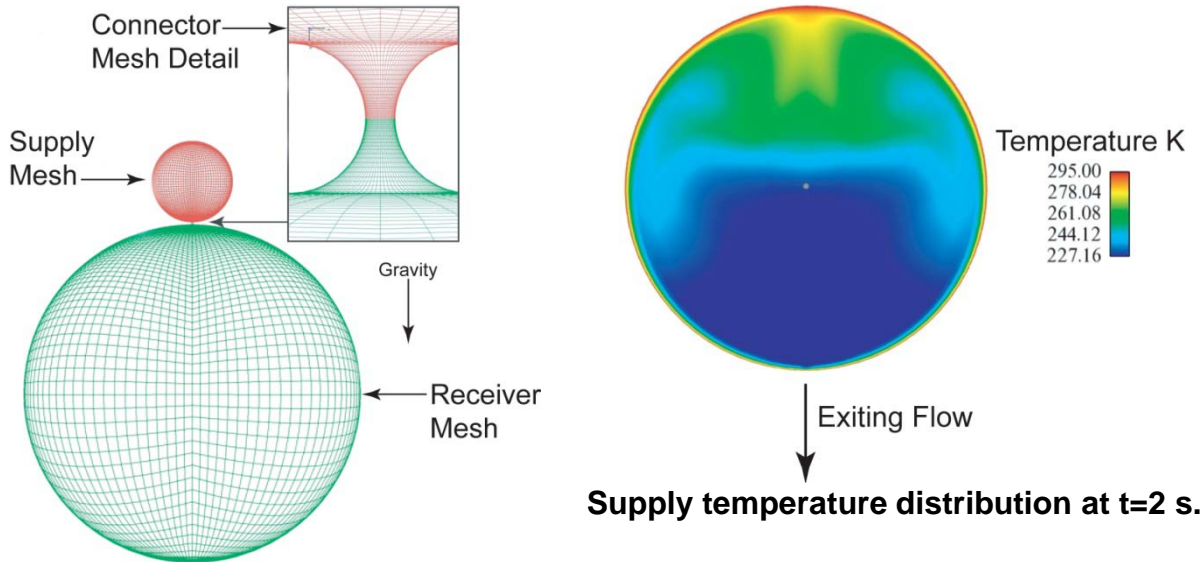 Connector
Mesh Detail
Supply
Mesh
Gravity
Receiver
Mesh
Temperature K
295.00
278.04
261.08
244.12
227.16
Exiting Flow
Supply temperature distribution at t=2 s.